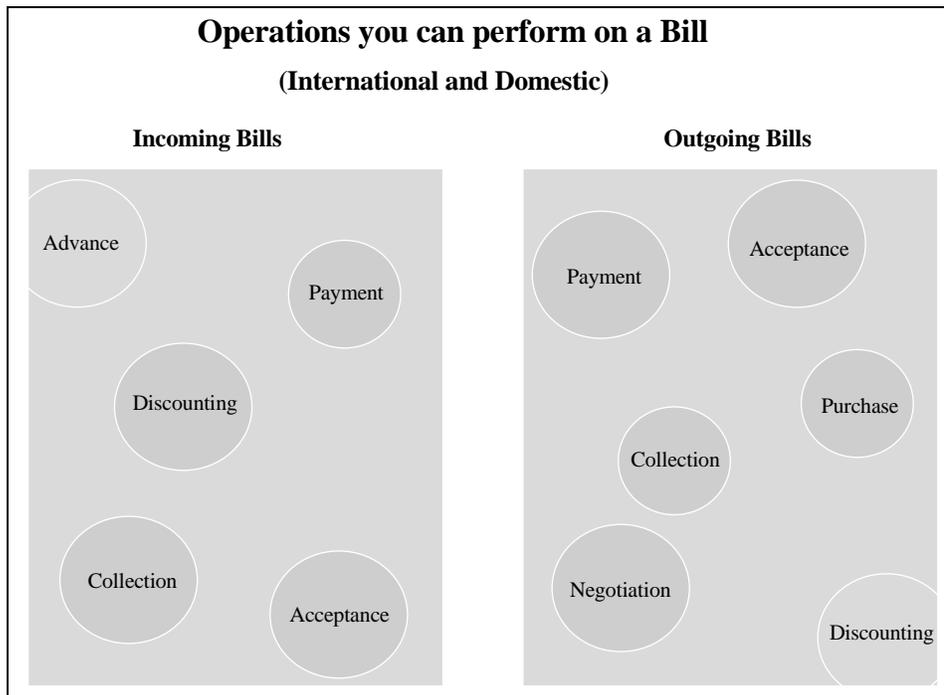 Operations you can perform on a Bill
(International and Domestic)
Incoming Bills
Advance
Payment
Discounting
Collection
Acceptance
Outgoing Bills
Payment
Acceptance
Purchase
Collection
Negotiation
Discounting